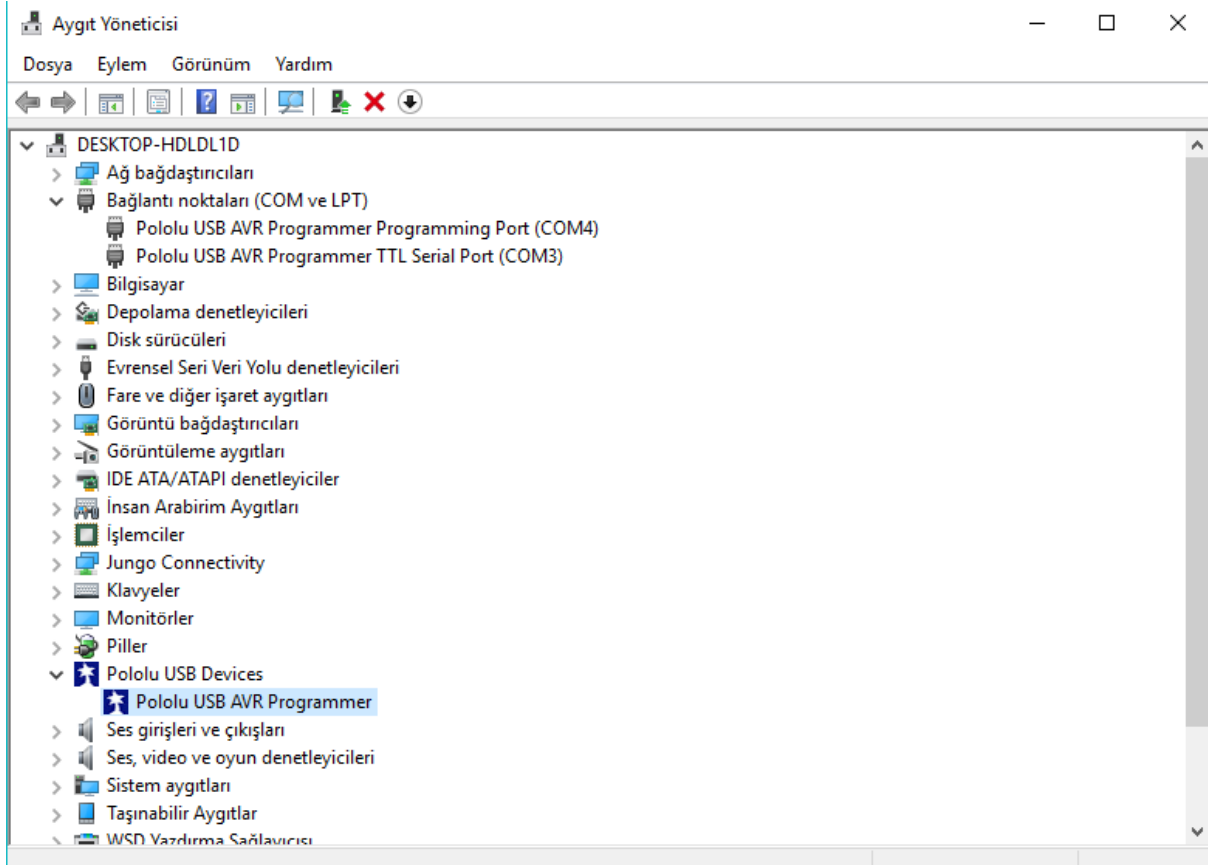 Aygıt Yöneticisi
Dosya Eylem Görünüm Yardım
DESKTOP-HDLDL1D
Ağ bağdaştırıcıları
Bağlantı noktaları (COM ve LPT)
Pololu USB AVR Programmer Programming Port (COM4)
Pololu USB AVR Programmer TTL Serial Port (COM3)
Bilgisayar
Depolama denetleyicileri
Disk sürücüleri
Evrensel Seri Veri Yolu denetleyicileri
Fare ve diğer işaret aygıtları
Görüntü bağdaştırıcıları
Görüntüleme aygıtları
IDE ATA/ATAPI denetleyiciler
İnsan Arabirim Aygıtları
İşlemciler
Jungo Connectivity
Klavyeler
Monitörler
Piller
Pololu USB Devices
Pololu USB AVR Programmer
Ses girişleri ve çıkışları
Ses, video ve oyun denetleyicileri
Sistem aygıtları
Taşınabilir Aygıtlar
WSD Yazdırma Sağlayıcısı